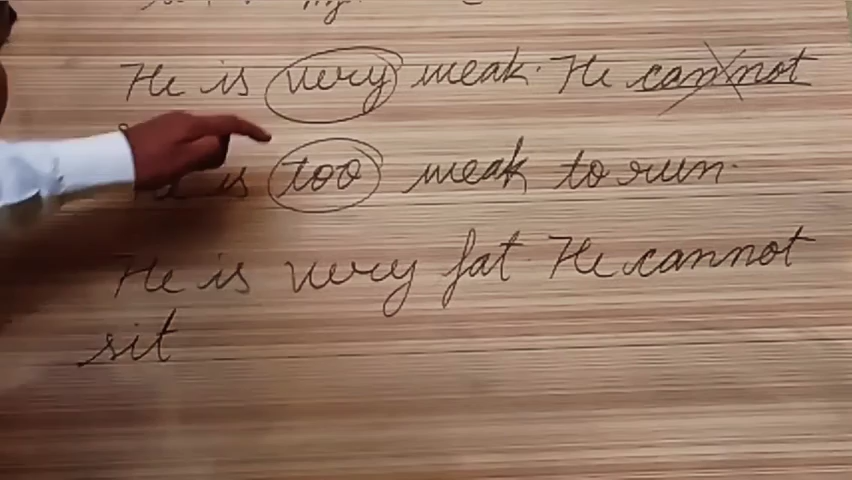 He is very weak. He cannot
is too weak to run.
He is very fat. He cannot
sit